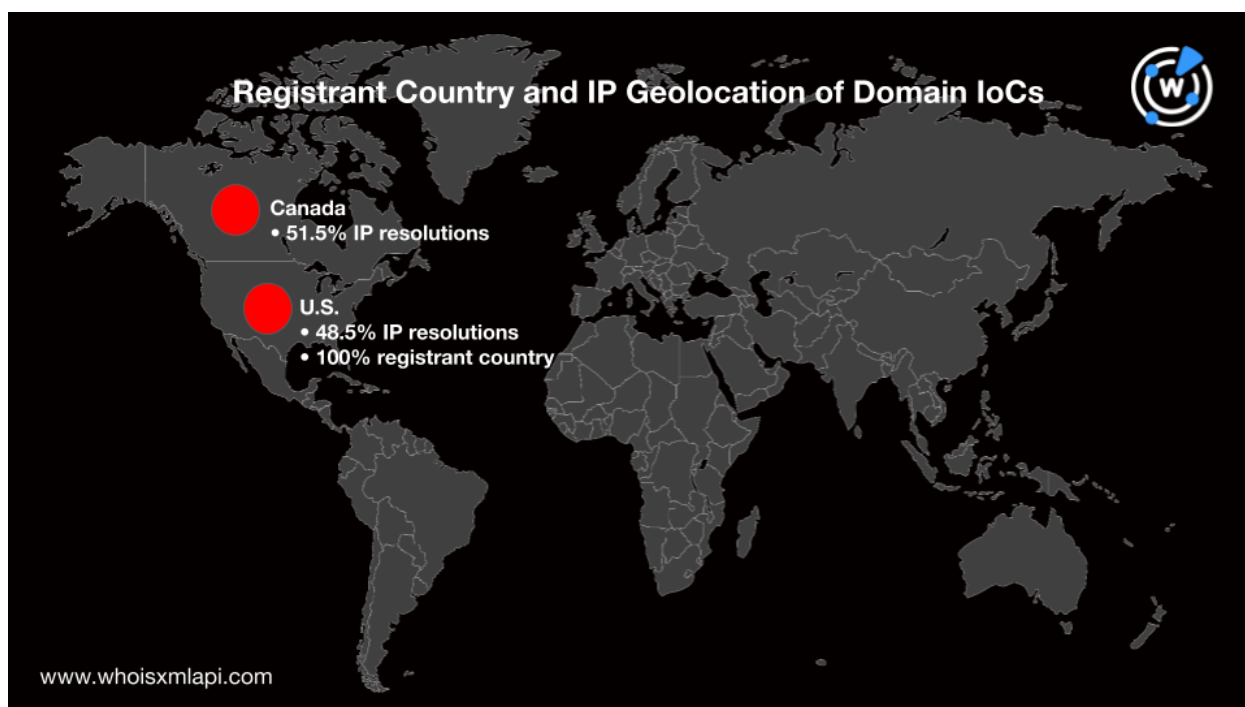 Registrant Country and IP Geolocation of Domain IoCs
W
Canada
• 51.5% IP resolutions
U.S.
• 48.5% IP resolutions
• 100% registrant country
www.whoisxmlapi.com